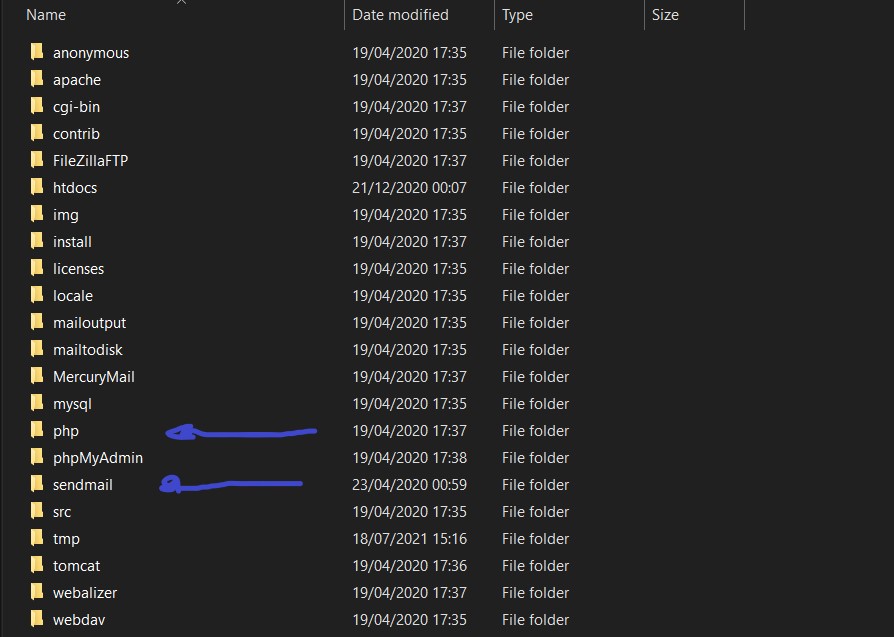 Name Date modified Type Size
anonymous 19/04/2020 17:35 File folder
apache 19/04/2020 17:35 File folder
cgi-bin 19/04/2020 17:37 File folder
contrib 19/04/2020 17:35 File folder
FileZillaFTP 19/04/2020 17:37 File folder
htdocs 21/12/2020 00:07 File folder
img 19/04/2020 17:35 File folder
install 19/04/2020 17:37 File folder
licenses 19/04/2020 17:35 File folder
locale 19/04/2020 17:35 File folder
mailoutput 19/04/2020 17:35 File folder
mailtodisk 19/04/2020 17:35 File folder
MercuryMail 19/04/2020 17:37 File folder
mysql 19/04/2020 17:35 File folder
php 19/04/2020 17:37 File folder
phpMyAdmin 19/04/2020 17:38 File folder
sendmail 23/04/2020 00:59 File folder
src 19/04/2020 17:35 File folder
tmp 18/07/2021 15:16 File folder
tomcat 19/04/2020 17:36 File folder
webalizer 19/04/2020 17:37 File folder
webdav 19/04/2020 17:35 File folder